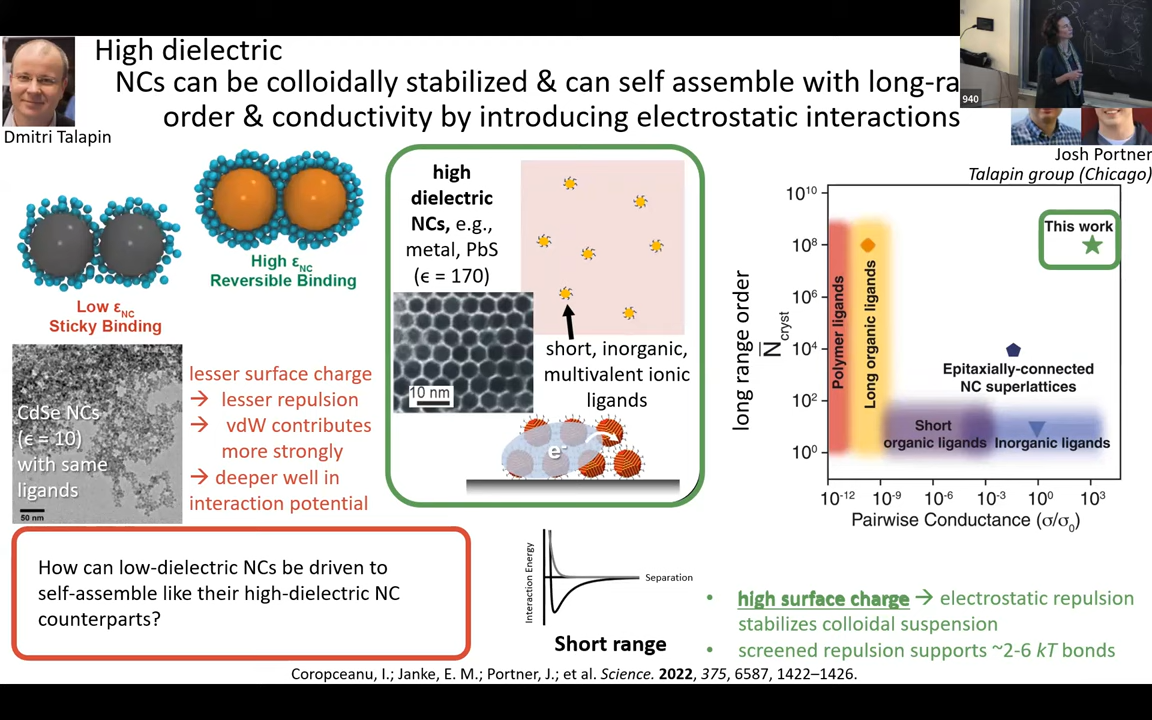 High dielectric
NCs can be colloidally stabilized & can self assemble with long-ra
order & conductivity by introducing electrostatic interactions
940
Dmitri Talapin
Josh Portner
Talapin group (Chicago)
High εNC
Reversible Binding
Low εNC
Sticky Binding
CdSe NCs
(ϵ = 10)
with same
ligands
50 nm
lesser surface charge
→ lesser repulsion
→ vdW contributes
more strongly
→ deeper well in
interaction potential
high
dielectric
NCs, e.g.,
metal, PbS
(ϵ = 170)
10 nm
short, inorganic,
multivalent ionic
ligands
e-
long range order
N̅cryst
10¹⁰
10⁸
10⁶
10⁴
10²
10⁰
This work
Polymer ligands
Long organic ligands
Epitaxially-connected
NC superlattices
Short
organic ligands
Inorganic ligands
10⁻¹²
10⁻⁹
10⁻⁶
10⁻³
10⁰
10³
Pairwise Conductance (σ/σ₀)
How can low-dielectric NCs be driven to
self-assemble like their high-dielectric NC
counterparts?
Interaction Energy
Separation
Short range
• high surface charge → electrostatic repulsion
stabilizes colloidal suspension
• screened repulsion supports ~2-6 kT bonds
Coropceanu, I.; Janke, E. M.; Portner, J.; et al. Science. 2022, 375, 6587, 1422–1426.